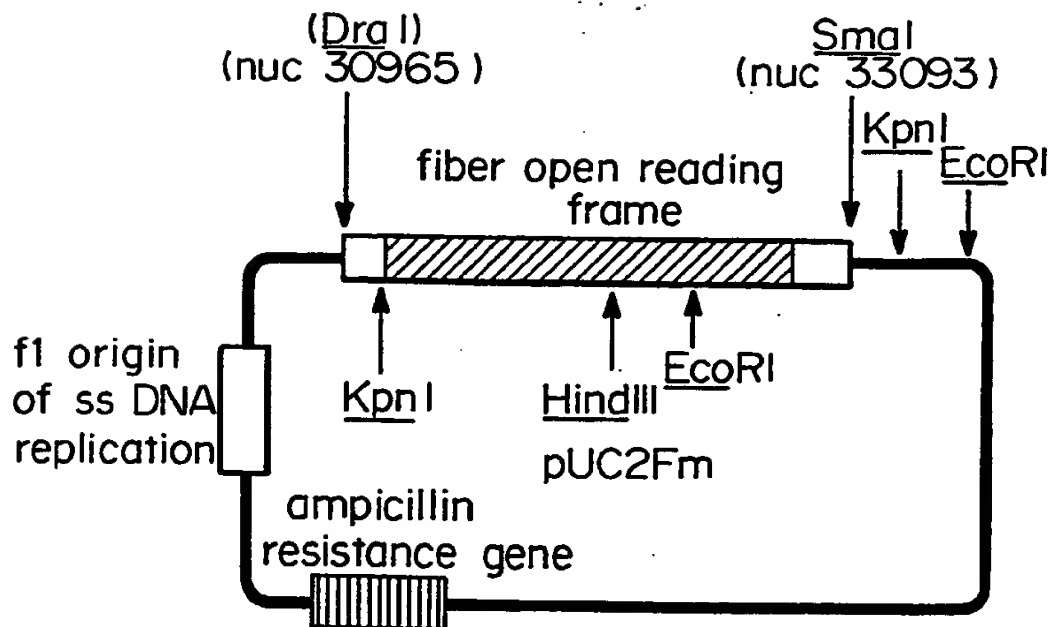 (Dra I)
(nuc 30965)
SmaI
(nuc 33093)
KpnI
EcoRI
fiber open reading
frame
f1 origin
of ss DNA
replication
KpnI
HindIII
EcoRI
pUC2Fm
ampicillin
resistance gene